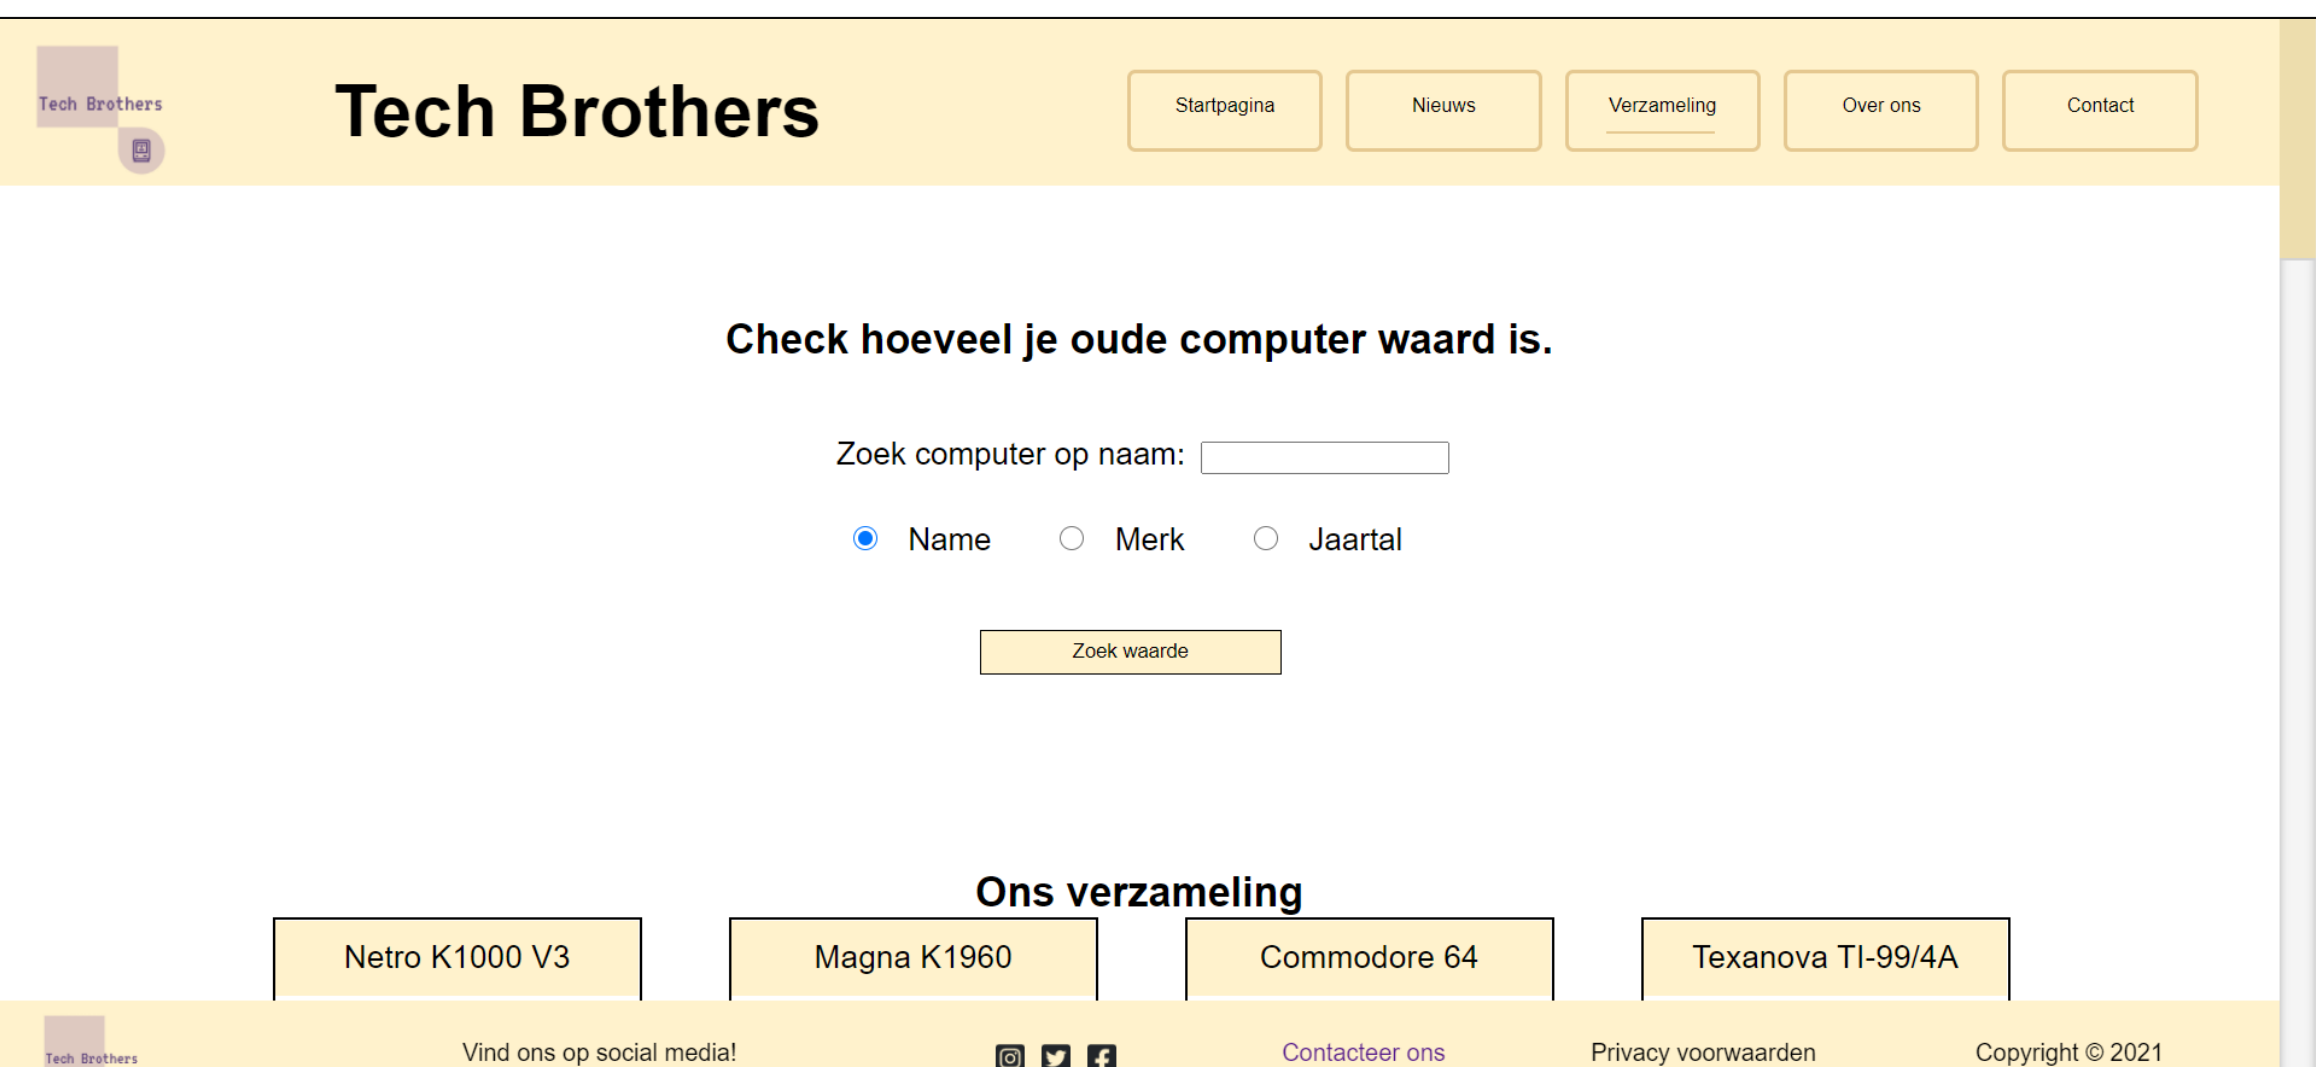 Tech Brothers
Tech Brothers
Startpagina
Nieuws
Verzameling
Over ons
Contact
Check hoeveel je oude computer waard is.
Zoek computer op naam:
Name
Merk
Jaartal
Zoek waarde
Ons verzameling
Netro K1000 V3
Magna K1960
Commodore 64
Texanova TI-99/4A
Tech Brothers
Vind ons op social media!
Contacteer ons
Privacy voorwaarden
Copyright © 2021